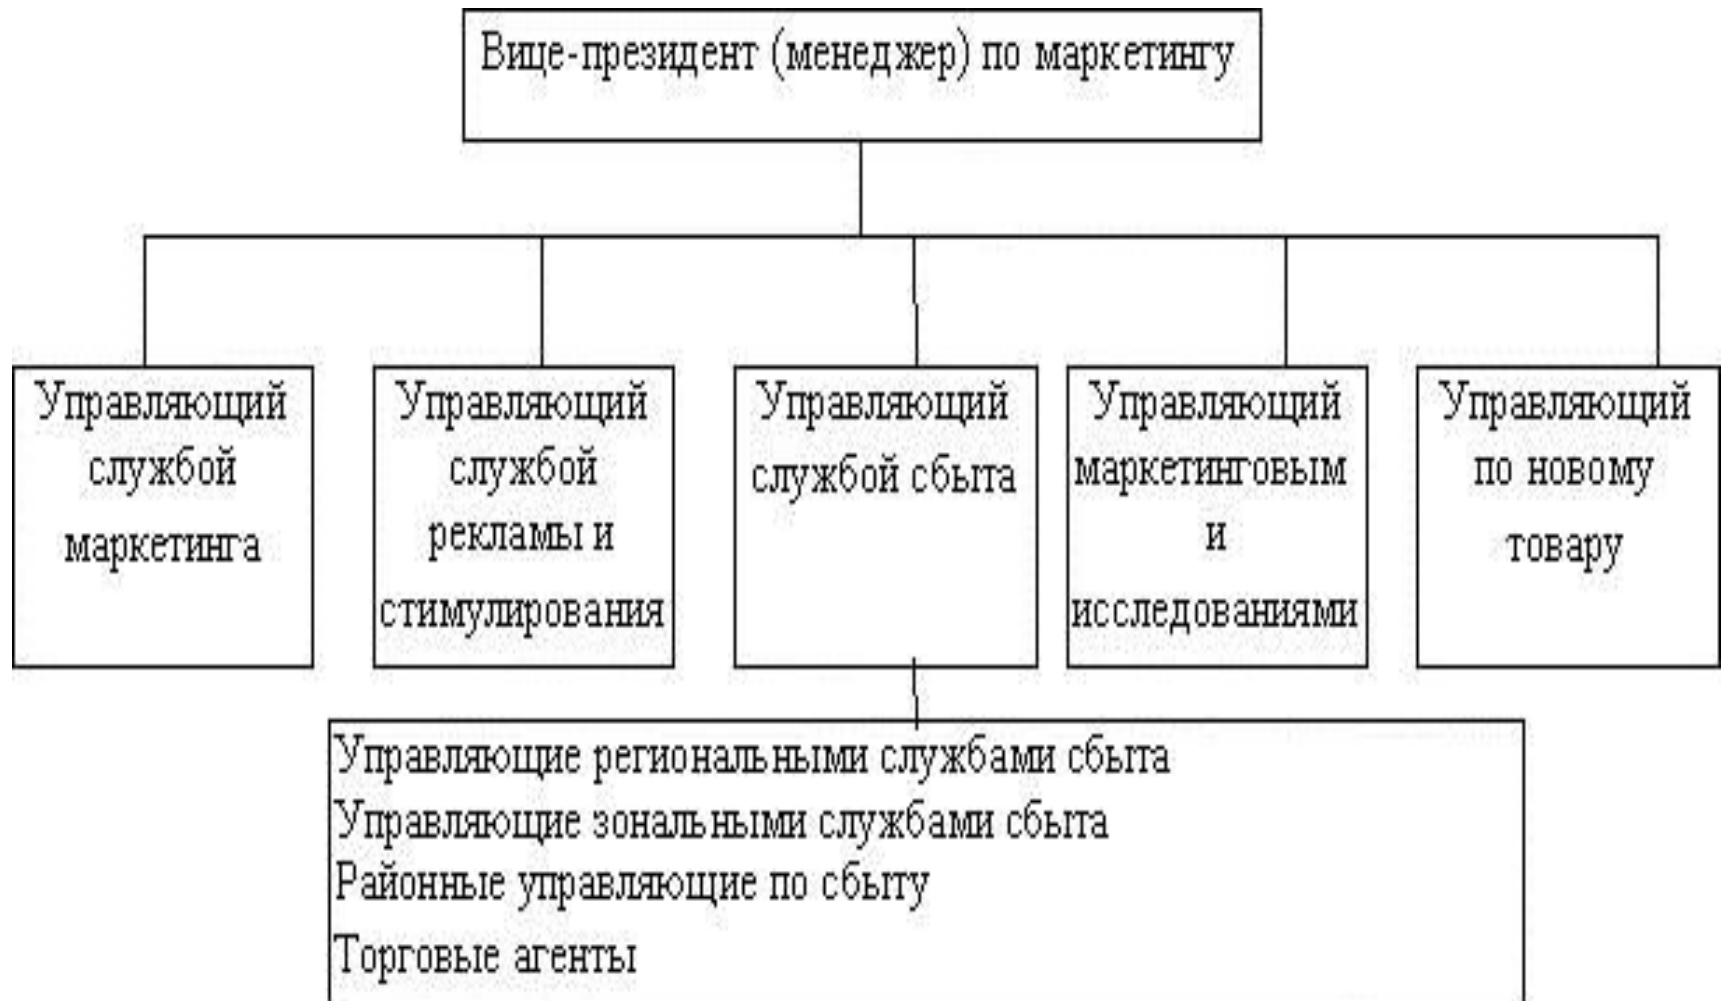 Вице-президент (менеджер) по маркетингу
Управляющий
службой
маркетинга
Управляющий
службой
рекламы и
стимулирования
Управляющий
службой сбыта
Управляющий
маркетинговым
и
исследованиями
Управляющий
по новому
товару
Управляющие региональными службами сбыта
Управляющие зональными службами сбыта
Районные управляющие по сбыту
Торговые агенты